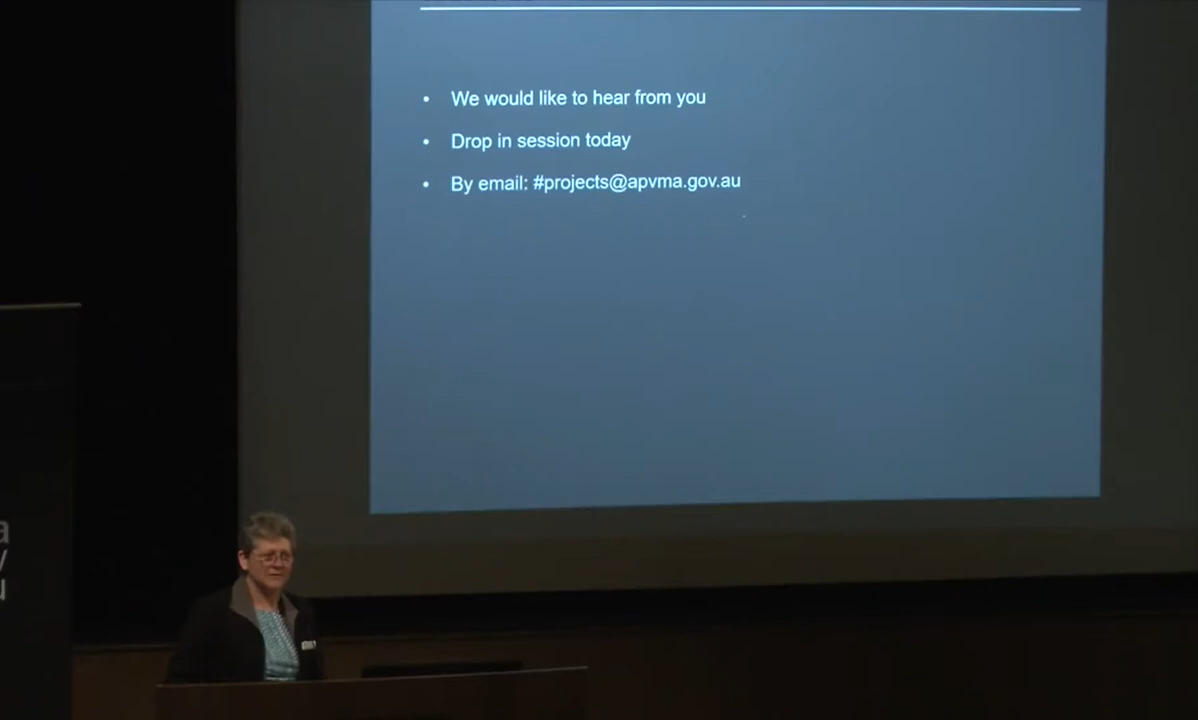 We would like to hear from you
Drop in session today
By email: #projects@apvma.gov.au